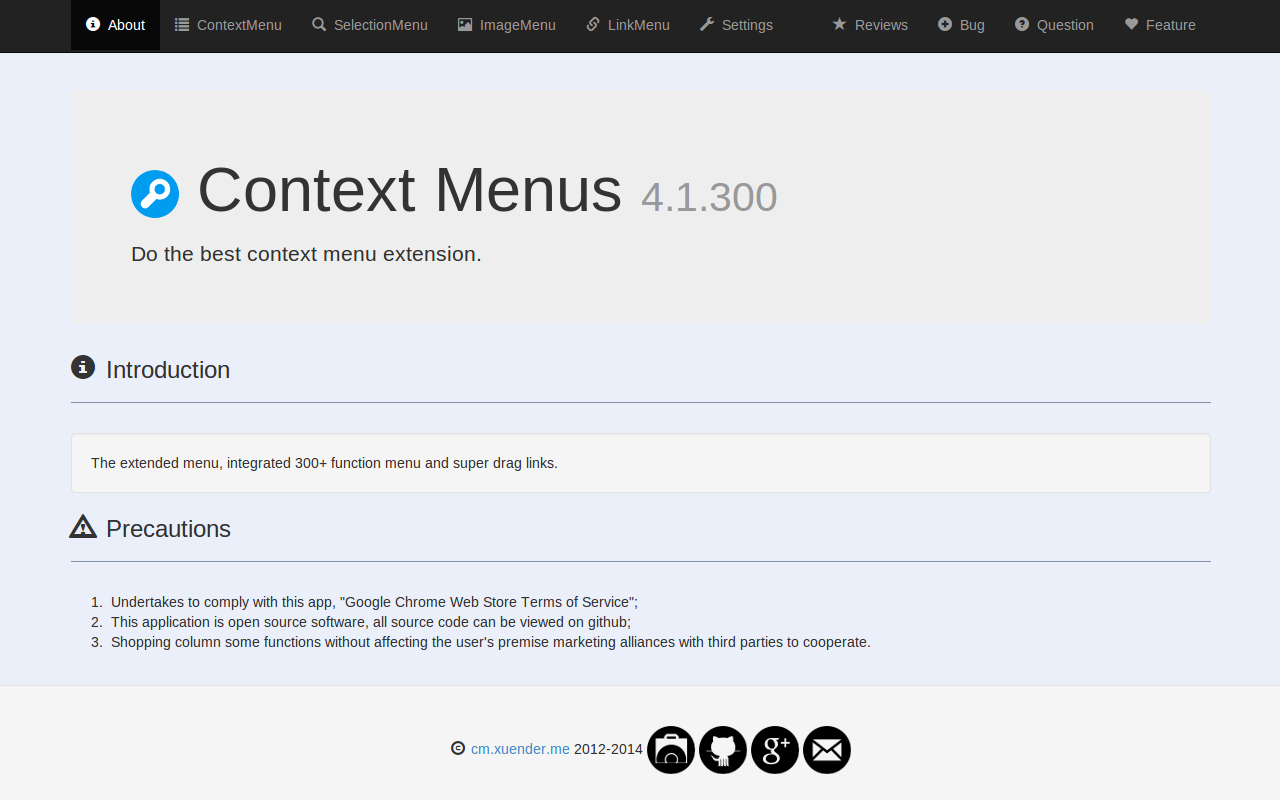 About ContextMenu SelectionMenu ImageMenu LinkMenu Settings Reviews Bug Question Feature
Context Menus 4.1.300
Do the best context menu extension.
Introduction
The extended menu, integrated 300+ function menu and super drag links.
Precautions
1. Undertakes to comply with this app, "Google Chrome Web Store Terms of Service";
2. This application is open source software, all source code can be viewed on github;
3. Shopping column some functions without affecting the user's premise marketing alliances with third parties to cooperate.
© cm.xuender.me 2012-2014 g+